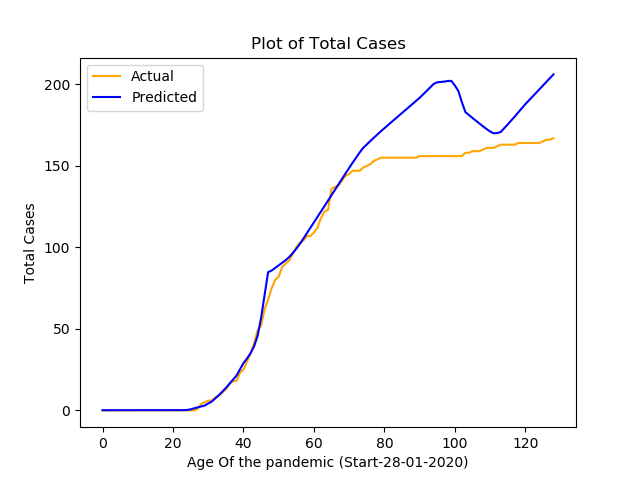 Plot of Total Cases
Actual
Predicted
200
150
100
50
0
Total Cases
0 20 40 60 80 100 120
Age Of the pandemic (Start-28-01-2020)